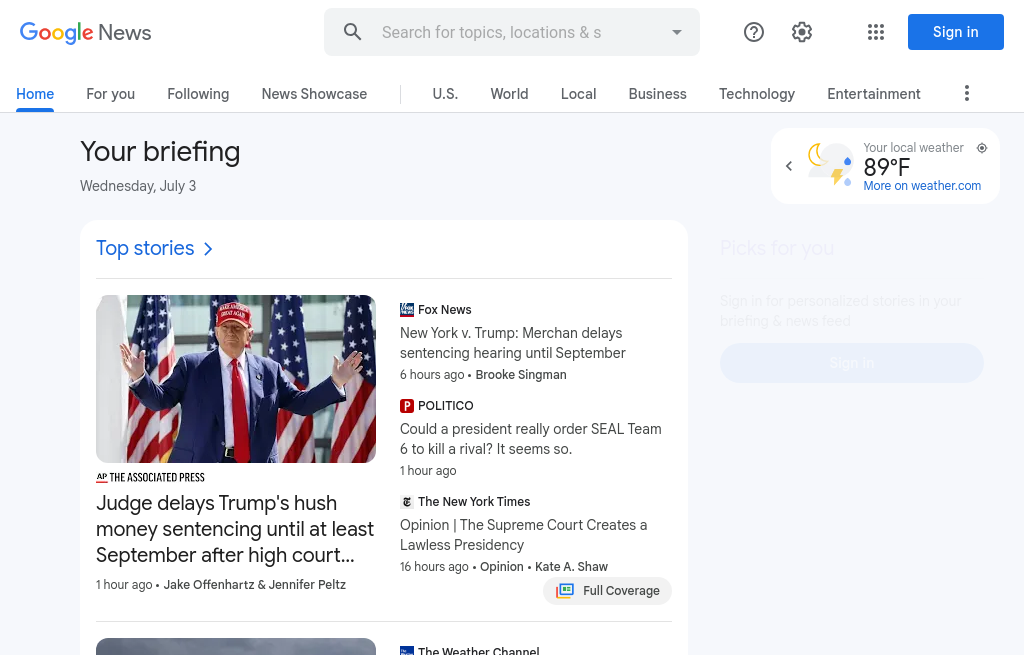 Google News
Search for topics, locations & s
Sign in
Home
For you
Following
News Showcase
U.S.
World
Local
Business
Technology
Entertainment
Your briefing
Wednesday, July 3
Your local weather
89°F
More on weather.com
Top stories
Picks for you
Sign in for personalized stories in your
briefing & news feed
Sign in
MAKE AMERICA
GREAT AGAIN
AP THE ASSOCIATED PRESS
Judge delays Trump's hush
money sentencing until at least
September after high court...
1 hour ago • Jake Offenhartz & Jennifer Peltz
Fox News
New York v. Trump: Merchan delays
sentencing hearing until September
6 hours ago • Brooke Singman
POLITICO
Could a president really order SEAL Team
6 to kill a rival? It seems so.
1 hour ago
The New York Times
Opinion | The Supreme Court Creates a
Lawless Presidency
16 hours ago • Opinion • Kate A. Shaw
Full Coverage
The Weather Channel